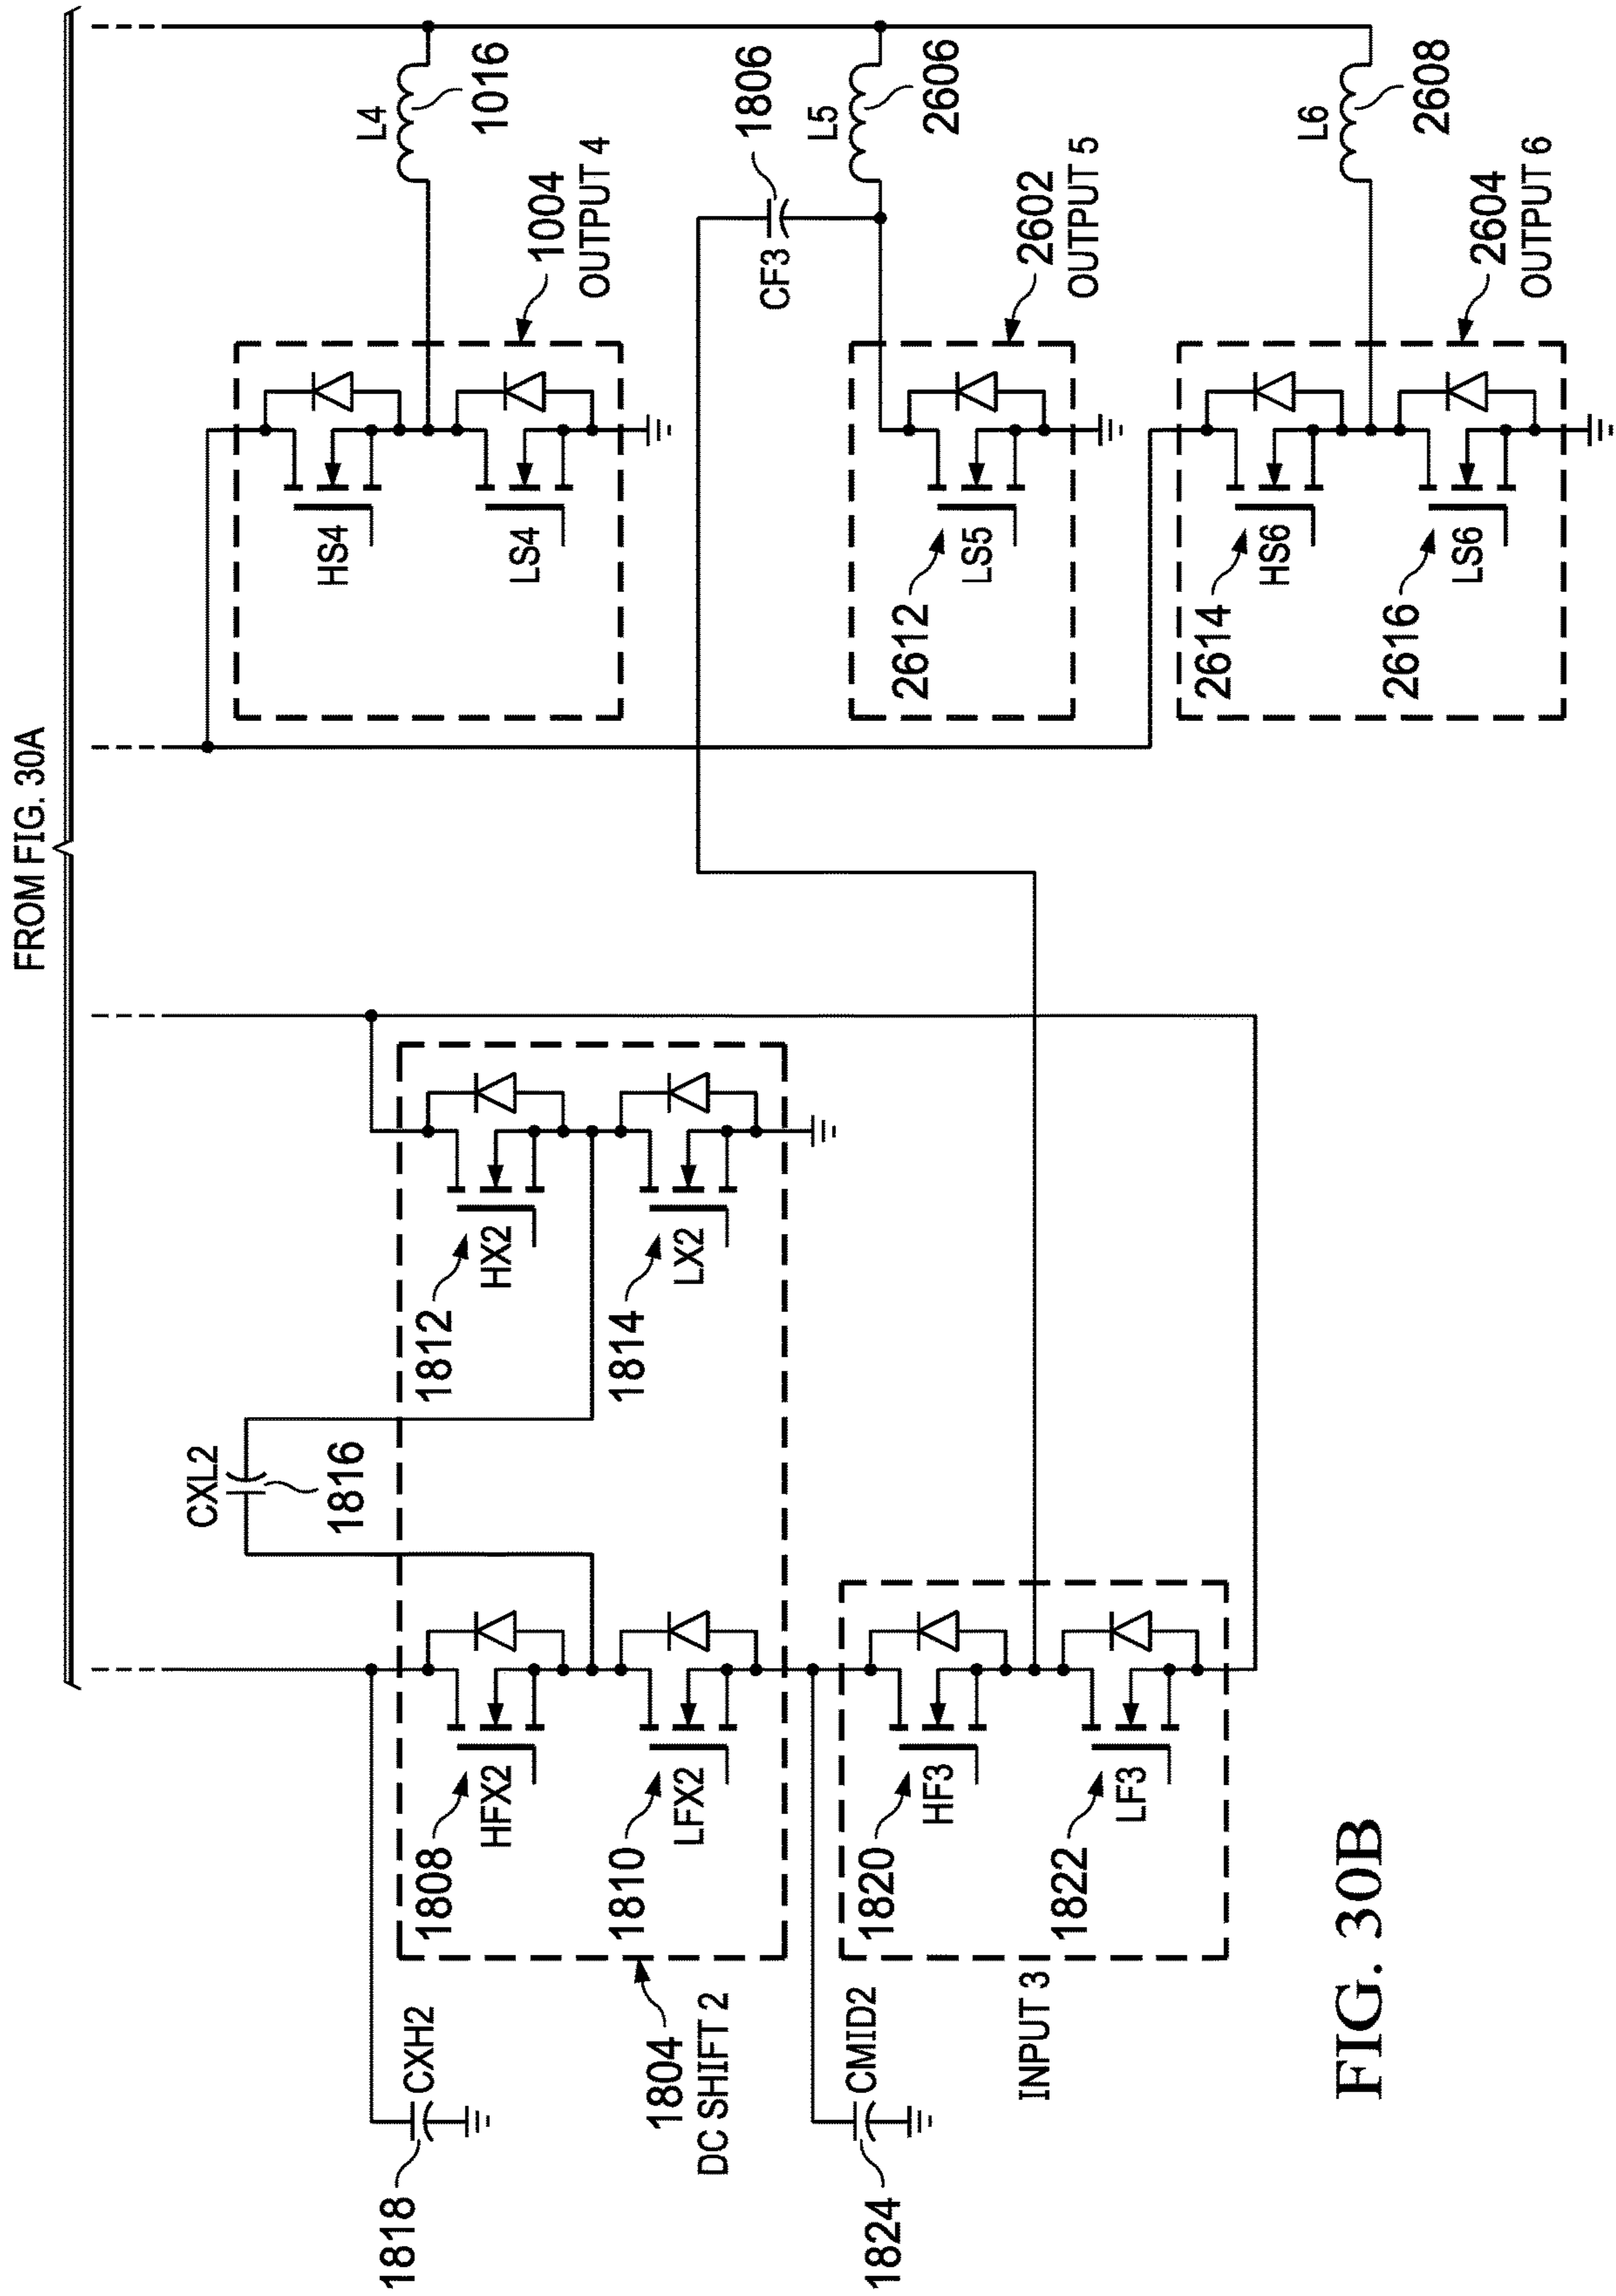 FROM FIG. 30A
1818
CXH2
1804
DC SHIFT 2
1808
HFX2
1810
LFX2
CXL2
1816
1812
HX2
1814
LX2
1824
CMID2
INPUT 3
1820
HF3
1822
LF3
HS4
LS4
1004
OUTPUT 4
L4
1016
CF3
1806
2612
LS5
2602
OUTPUT 5
L5
2606
2614
HS6
2616
LS6
2604
OUTPUT 6
L6
2608
FIG. 30B